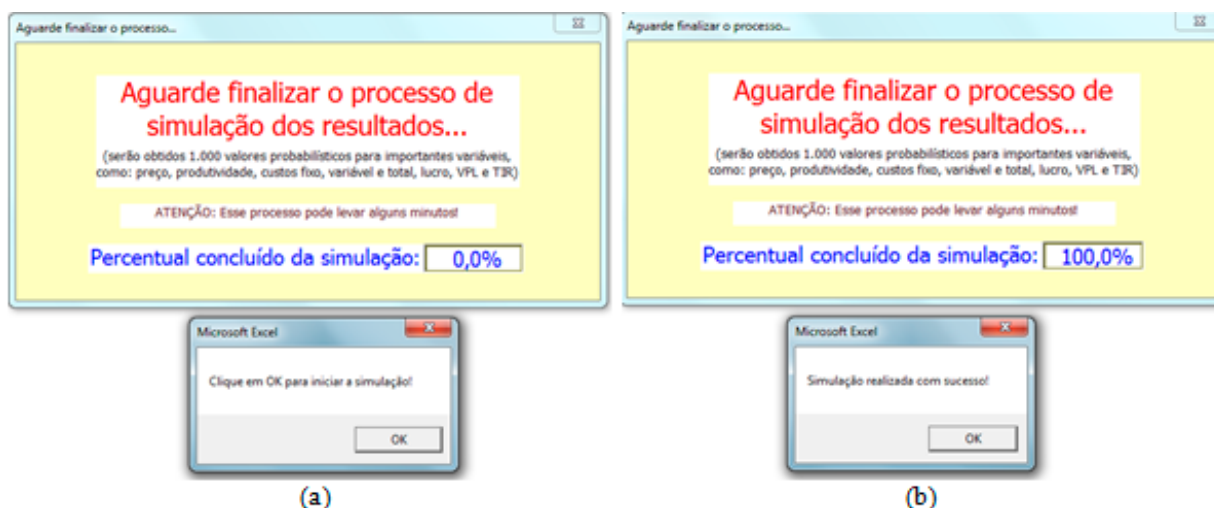 Aguarde finalizar o processo...
Aguarde finalizar o processo de
simulação dos resultados...
(serão obtidos 1.000 valores probabilísticos para importantes variáveis,
como: preço, produtividade, custos fixo, variável e total, lucro, VPL e TIR)
ATENÇÃO: Esse processo pode levar alguns minutos!
Percentual concluído da simulação: 0,0%
Microsoft Excel
Clique em OK para iniciar a simulação!
OK
(a)
Aguarde finalizar o processo...
Aguarde finalizar o processo de
simulação dos resultados...
(serão obtidos 1.000 valores probabilísticos para importantes variáveis,
como: preço, produtividade, custos fixo, variável e total, lucro, VPL e TIR)
ATENÇÃO: Esse processo pode levar alguns minutos!
Percentual concluído da simulação: 100,0%
Microsoft Excel
Simulação realizada com sucesso!
OK
(b)